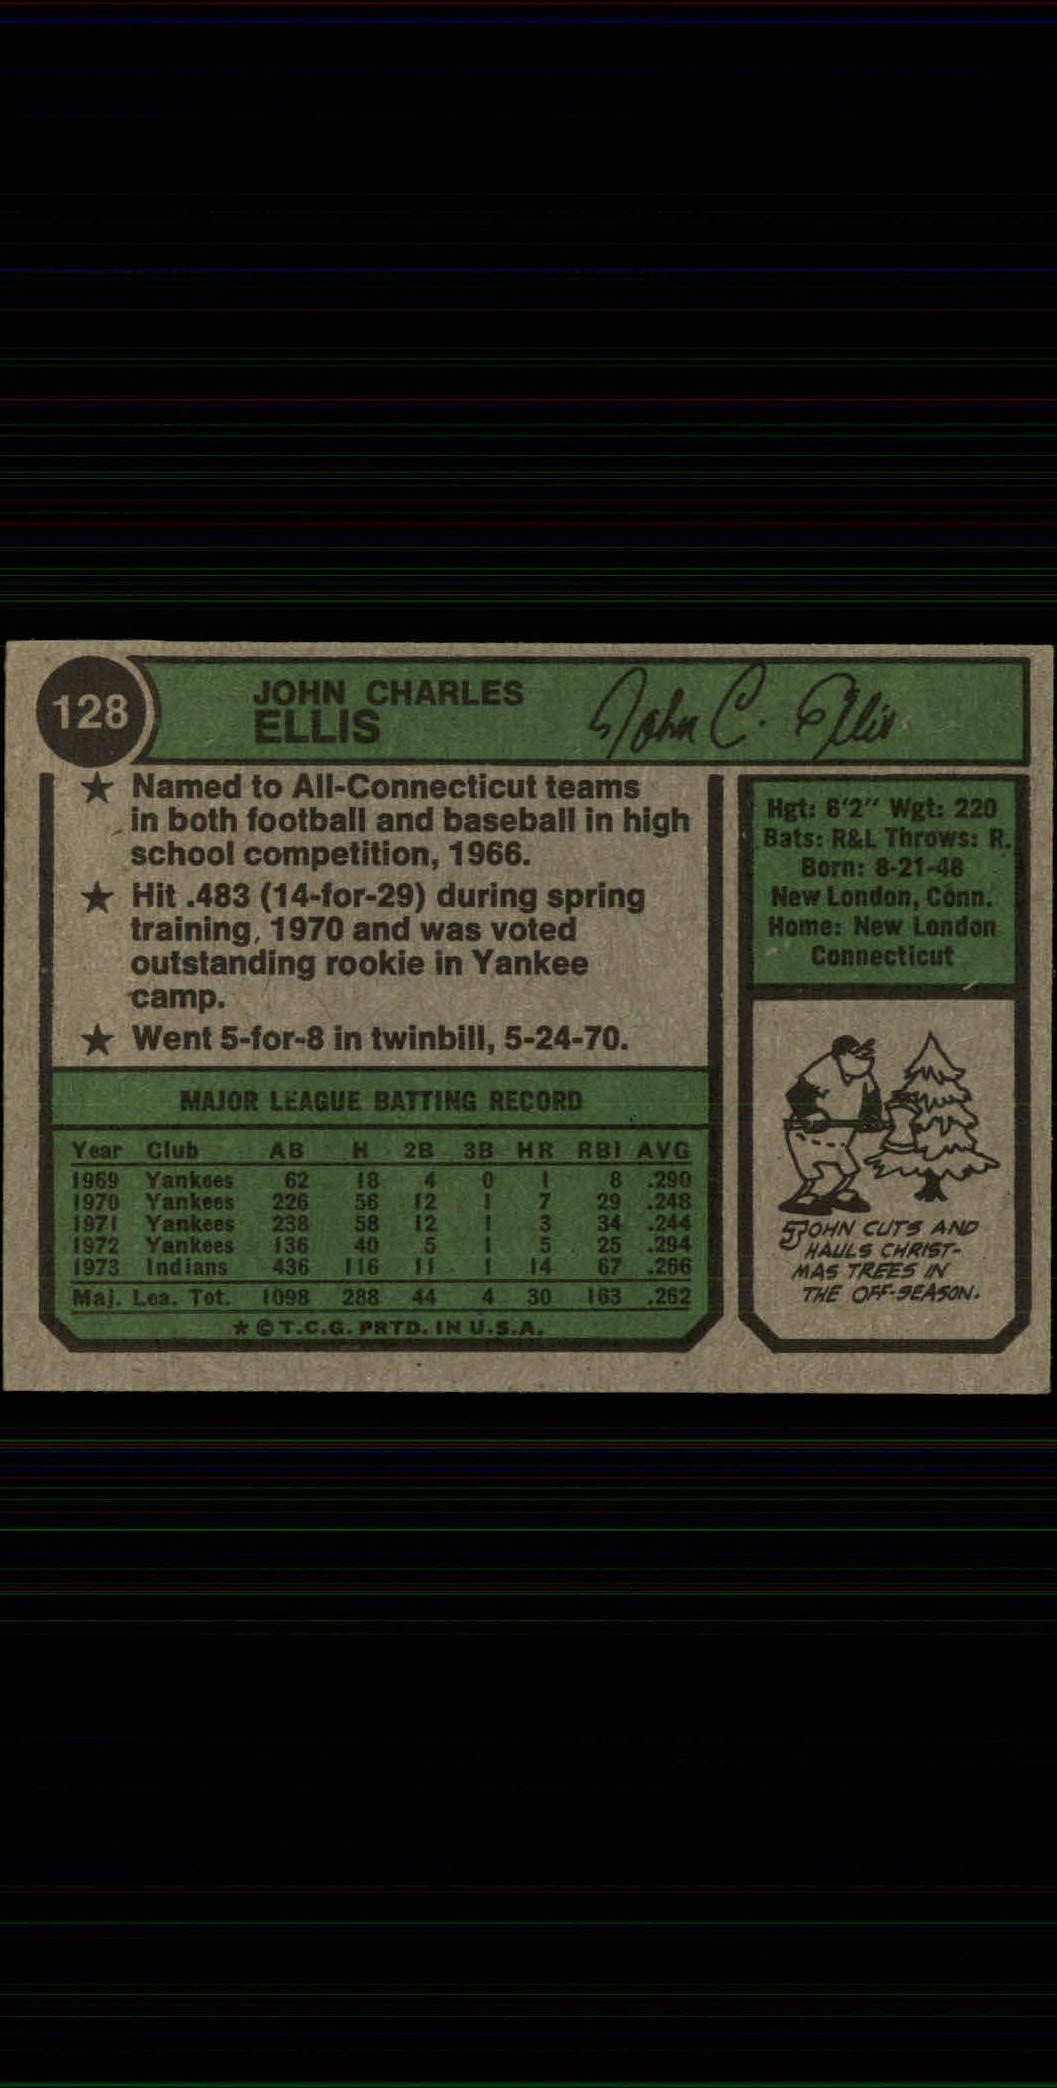 128
JOHN CHARLES
ELLIS
John C. Ellis
★ Named to All-Connecticut teams
in both football and baseball in high
school competition, 1966.
★ Hit .483 (14-for-29) during spring
training, 1970 and was voted
outstanding rookie in Yankee
camp.
★ Went 5-for-8 in twinbill, 5-24-70.
Hgt: 6'2" Wgt: 220
Bats: R&L Throws: R.
Born: 8-21-48
New London, Conn.
Home: New London
Connecticut
MAJOR LEAGUE BATTING RECORD
Year Club AB H 2B 3B HR RBI AVG
1969 Yankees 62 18 4 0 1 8 .290
1970 Yankees 226 56 12 1 7 29 .248
1971 Yankees 238 58 12 1 3 34 .244
1972 Yankees 136 40 5 1 5 25 .294
1973 Indians 436 116 11 1 14 67 .266
Maj. Lea. Tot. 1098 288 44 4 30 163 .262
★ © T.C.G. PRTD. IN U.S.A.
JOHN CUTS AND
HAULS CHRIST-
MAS TREES IN
THE OFF-SEASON.